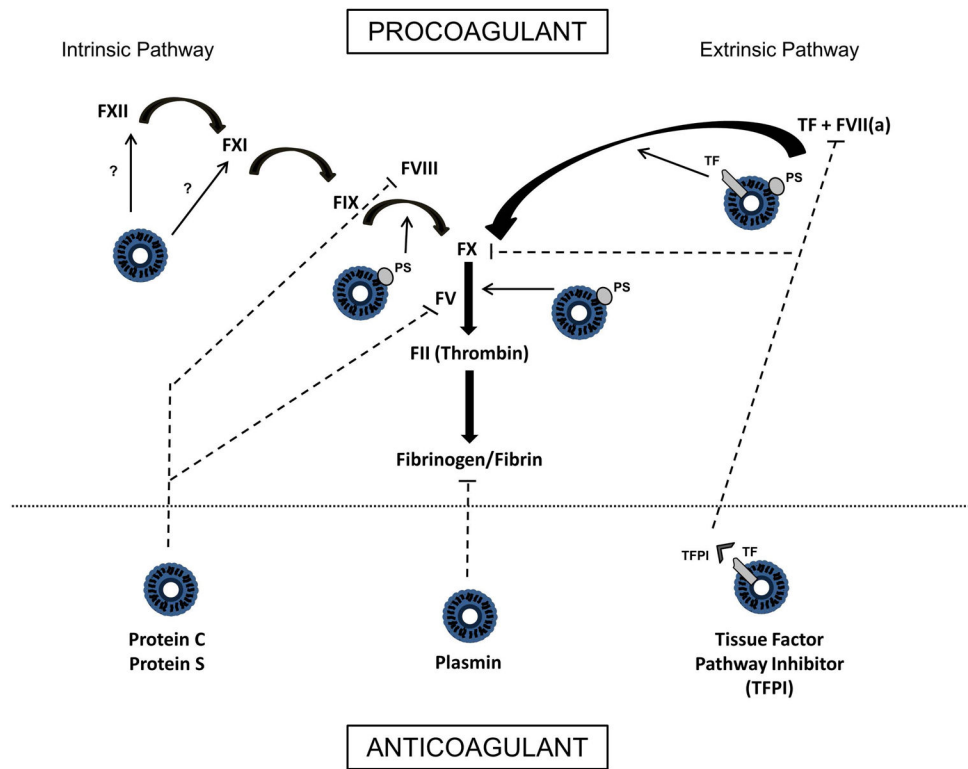 PROCOAGULANT
Intrinsic Pathway
Extrinsic Pathway
FXII
TF + FVII(a)
FXI
?
?
FVIII
TF
PS
FIX
FX
PS
FV
PS
FII (Thrombin)
Fibrinogen/Fibrin
TFPI
TF
Protein C
Protein S
Plasmin
Tissue Factor
Pathway Inhibitor
(TFPI)
ANTICOAGULANT